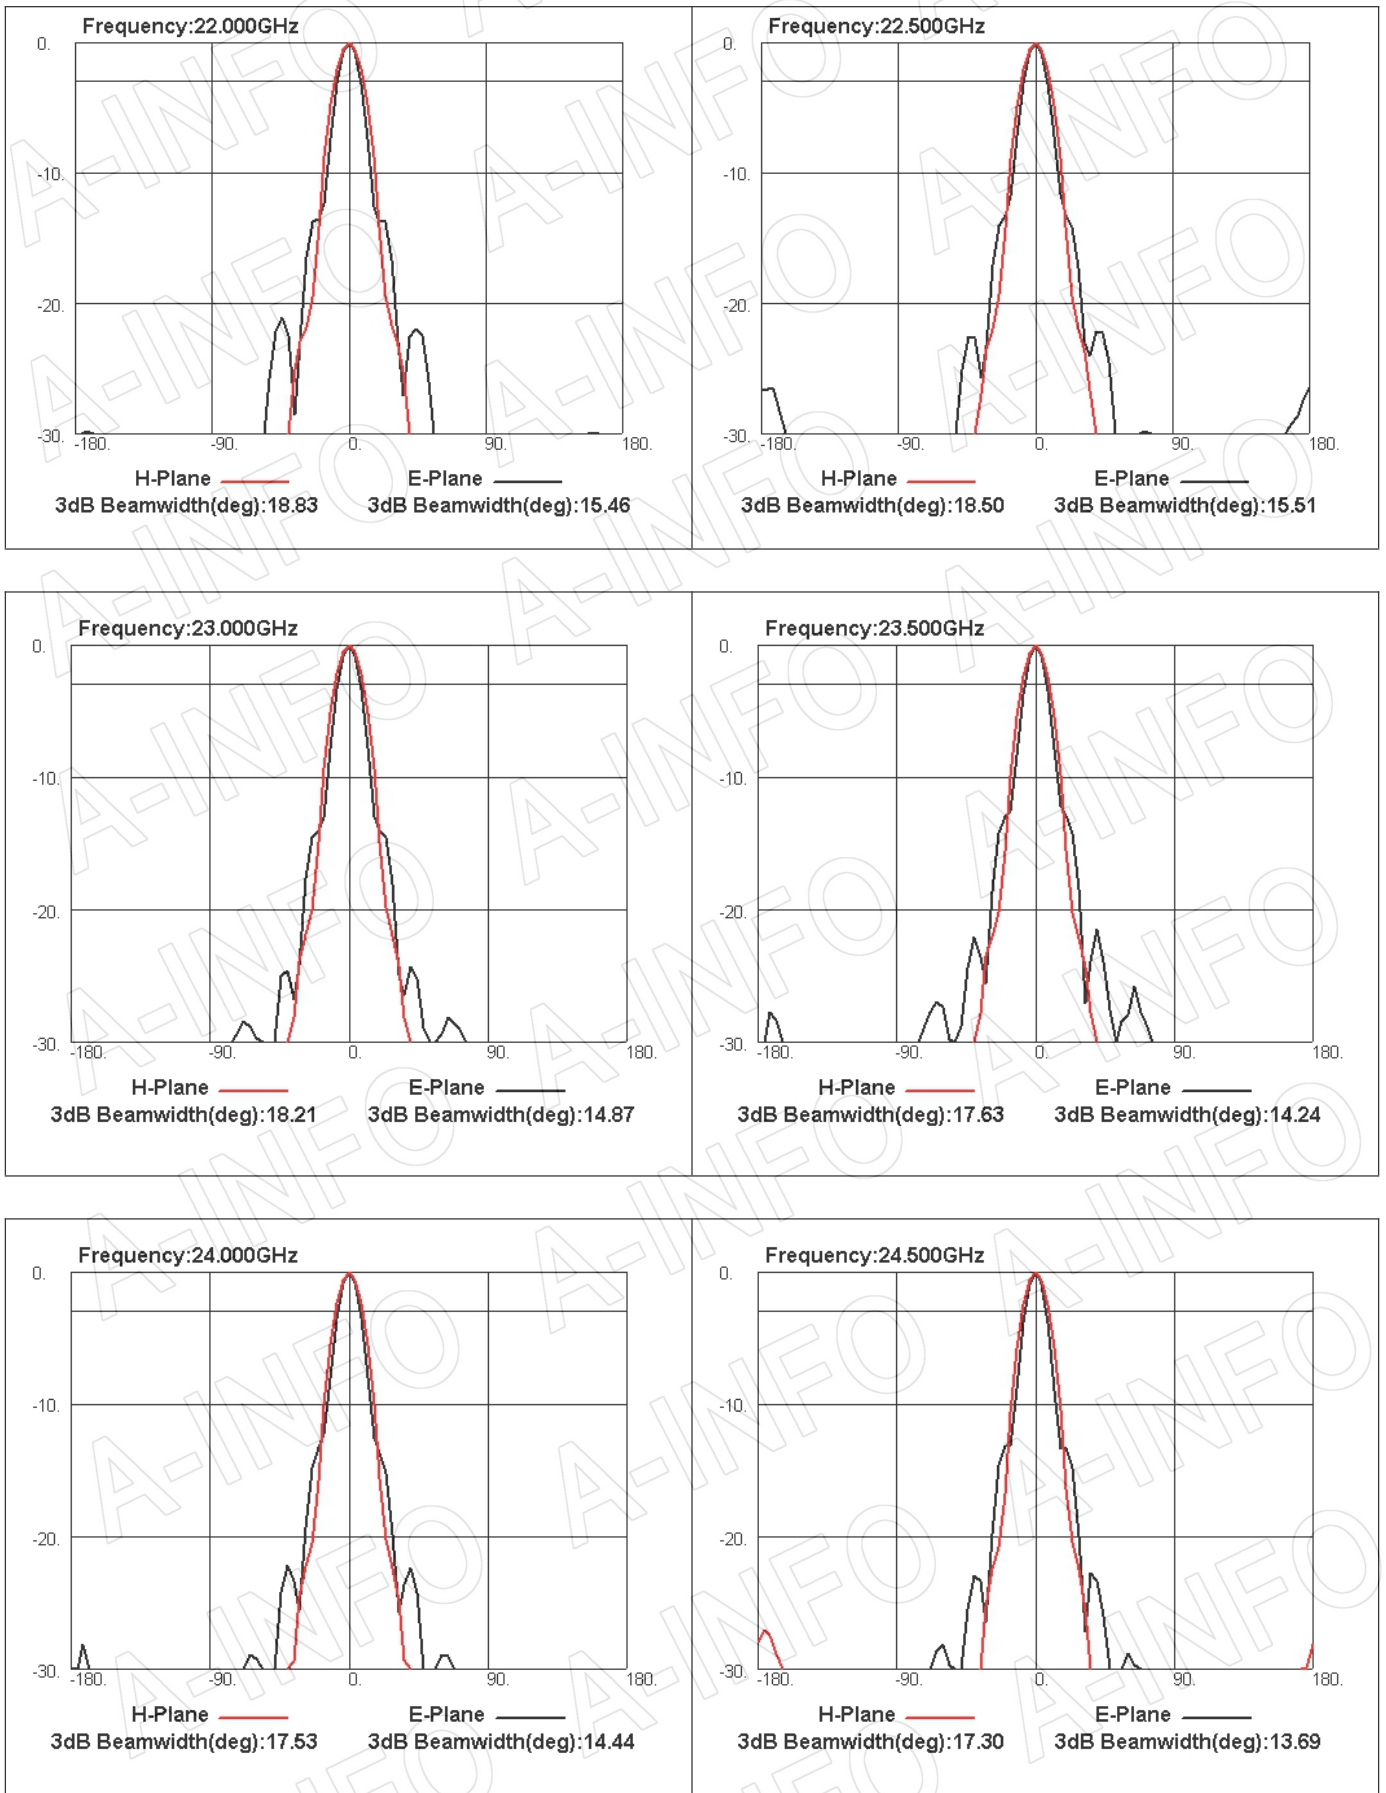 Frequency:22.000GHz
0.
-10.
-20.
-30.
-180. -90. 0. 90. 180.
H-Plane E-Plane
3dB Beamwidth(deg):18.83 3dB Beamwidth(deg):15.46
Frequency:22.500GHz
0.
-10.
-20.
-30.
-180. -90. 0. 90. 180.
H-Plane E-Plane
3dB Beamwidth(deg):18.50 3dB Beamwidth(deg):15.51
Frequency:23.000GHz
0.
-10.
-20.
-30.
-180. -90. 0. 90. 180.
H-Plane E-Plane
3dB Beamwidth(deg):18.21 3dB Beamwidth(deg):14.87
Frequency:23.500GHz
0.
-10.
-20.
-30.
-180. -90. 0. 90. 180.
H-Plane E-Plane
3dB Beamwidth(deg):17.63 3dB Beamwidth(deg):14.24
Frequency:24.000GHz
0.
-10.
-20.
-30.
-180. -90. 0. 90. 180.
H-Plane E-Plane
3dB Beamwidth(deg):17.53 3dB Beamwidth(deg):14.44
Frequency:24.500GHz
0.
-10.
-20.
-30.
-180. -90. 0. 90. 180.
H-Plane E-Plane
3dB Beamwidth(deg):17.30 3dB Beamwidth(deg):13.69
A-INFO